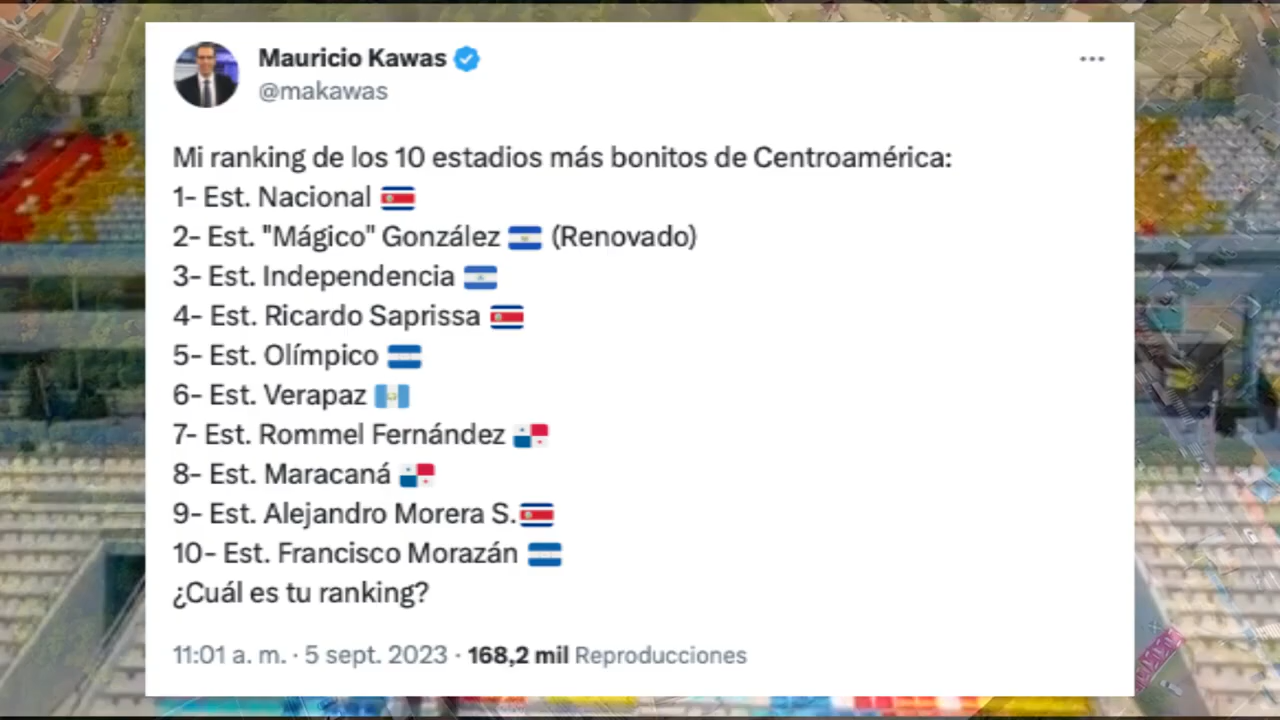 Mauricio Kawas
@makawas
Mi ranking de los 10 estadios más bonitos de Centroamérica:
1- Est. Nacional 🇨🇷
2- Est. "Mágico" González 🇸🇻 (Renovado)
3- Est. Independencia 🇳🇮
4- Est. Ricardo Saprissa 🇨🇷
5- Est. Olímpico 🇭🇳
6- Est. Verapaz 🇬🇹
7- Est. Rommel Fernández 🇵🇦
8- Est. Maracaná 🇵🇦
9- Est. Alejandro Morera S.🇨🇷
10- Est. Francisco Morazán 🇭🇳
¿Cuál es tu ranking?
11:01 a. m. · 5 sept. 2023 · 168,2 mil Reproducciones